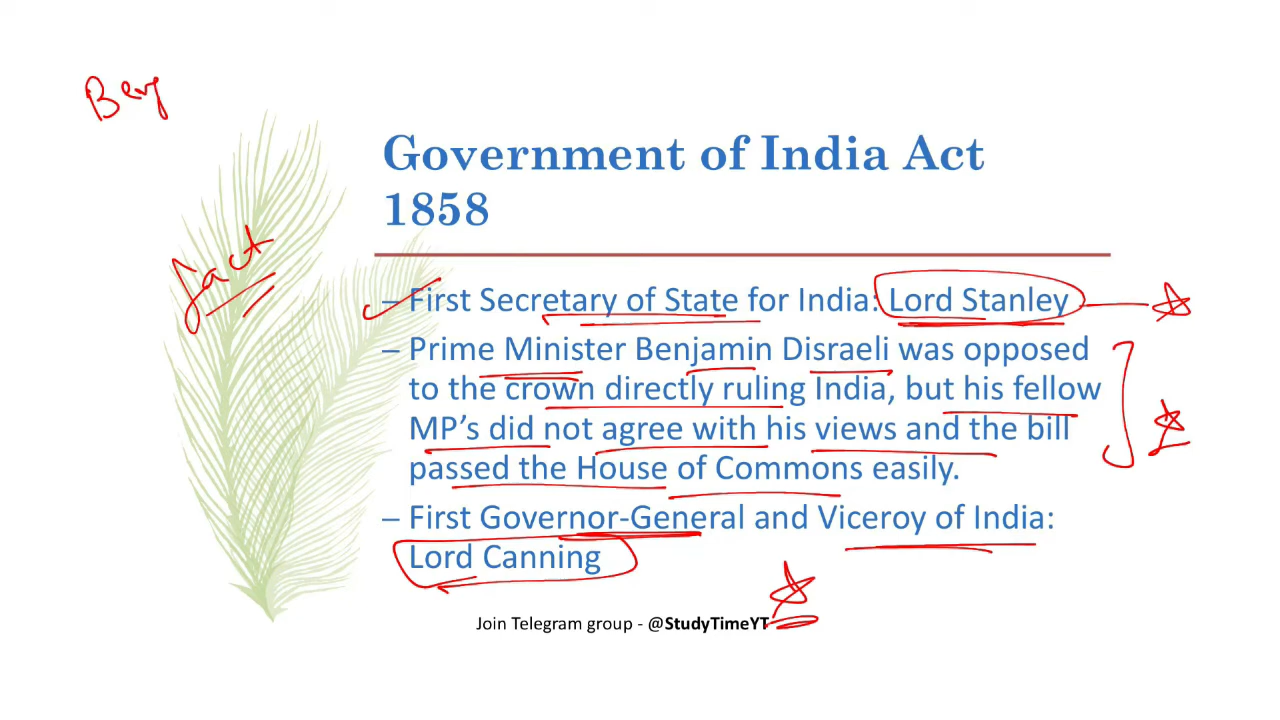 Ben
Government of India Act
1858
fact
– First Secretary of State for India: Lord Stanley
– Prime Minister Benjamin Disraeli was opposed
to the crown directly ruling India, but his fellow
MP's did not agree with his views and the bill
passed the House of Commons easily.
– First Governor-General and Viceroy of India:
Lord Canning
Join Telegram group - @StudyTimeYT